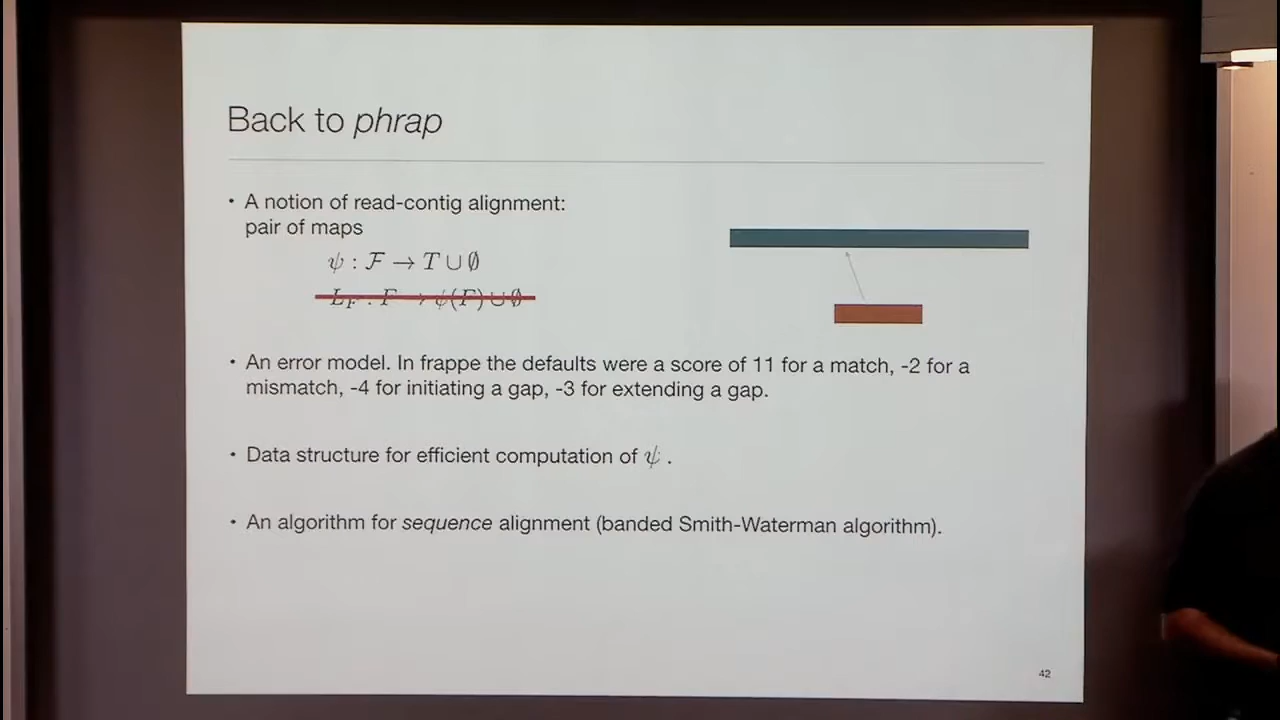 Back to phrap
• A notion of read-contig alignment:
pair of maps
ψ : F → T ∪ ∅
L_F : F → ψ(F) ∪ ∅
• An error model. In frappe the defaults were a score of 11 for a match, -2 for a
mismatch, -4 for initiating a gap, -3 for extending a gap.
• Data structure for efficient computation of ψ .
• An algorithm for sequence alignment (banded Smith-Waterman algorithm).
42